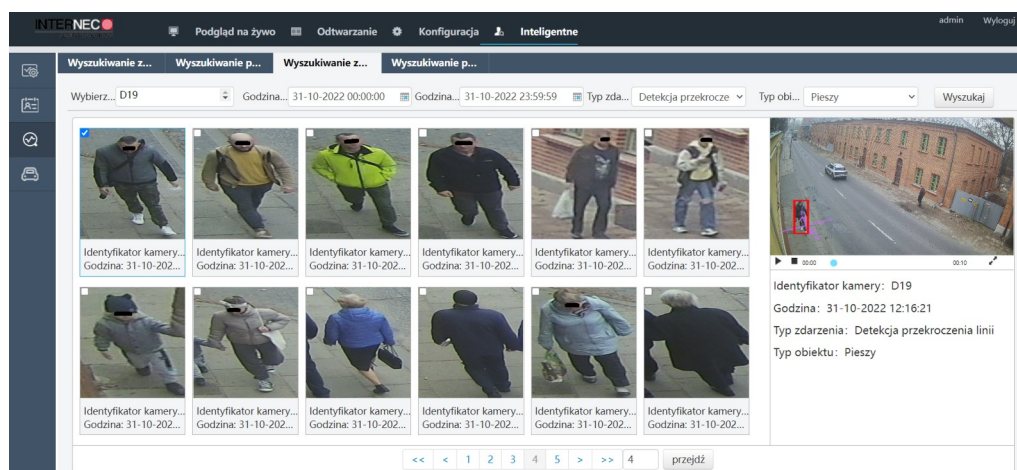 INTERNEC
Podgląd na żywo Odtwarzanie Konfiguracja Inteligentne admin Wyloguj
Wyszukiwanie z... Wyszukiwanie p... Wyszukiwanie z... Wyszukiwanie p...
Wybierz... D19 Godzina... 31-10-2022 00:00:00 Godzina... 31-10-2022 23:59:59 Typ zda... Detekcja przekrocze Typ obi... Pieszy Wyszukaj
Identyfikator kamery... Identyfikator kamery... Identyfikator kamery... Identyfikator kamery... Identyfikator kamery... Identyfikator kamery...
Godzina: 31-10-202... Godzina: 31-10-202... Godzina: 31-10-202... Godzina: 31-10-202... Godzina: 31-10-202... Godzina: 31-10-202...
Identyfikator kamery... Identyfikator kamery... Identyfikator kamery... Identyfikator kamery... Identyfikator kamery... Identyfikator kamery...
Godzina: 31-10-202... Godzina: 31-10-202... Godzina: 31-10-202... Godzina: 31-10-202... Godzina: 31-10-202... Godzina: 31-10-202...
<< < 1 2 3 4 5 > >> 4 przejdź
00:00 00:10
Identyfikator kamery: D19
Godzina: 31-10-2022 12:16:21
Typ zdarzenia: Detekcja przekroczenia linii
Typ obiektu: Pieszy